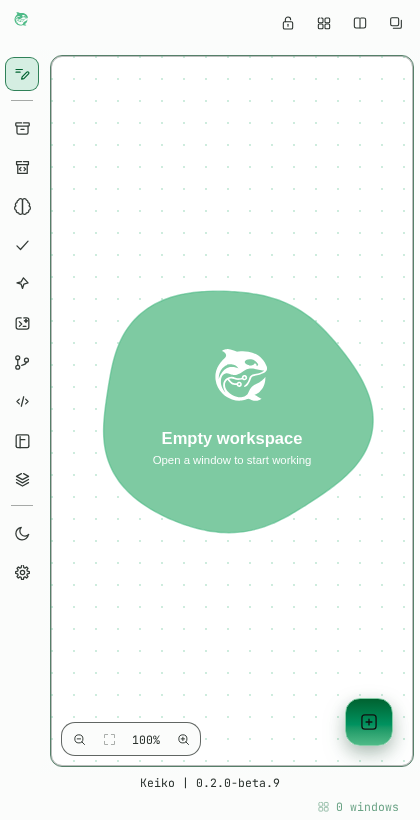 Empty workspace
Open a window to start working
100%
Keiko | 0.2.0-beta.9
0 windows